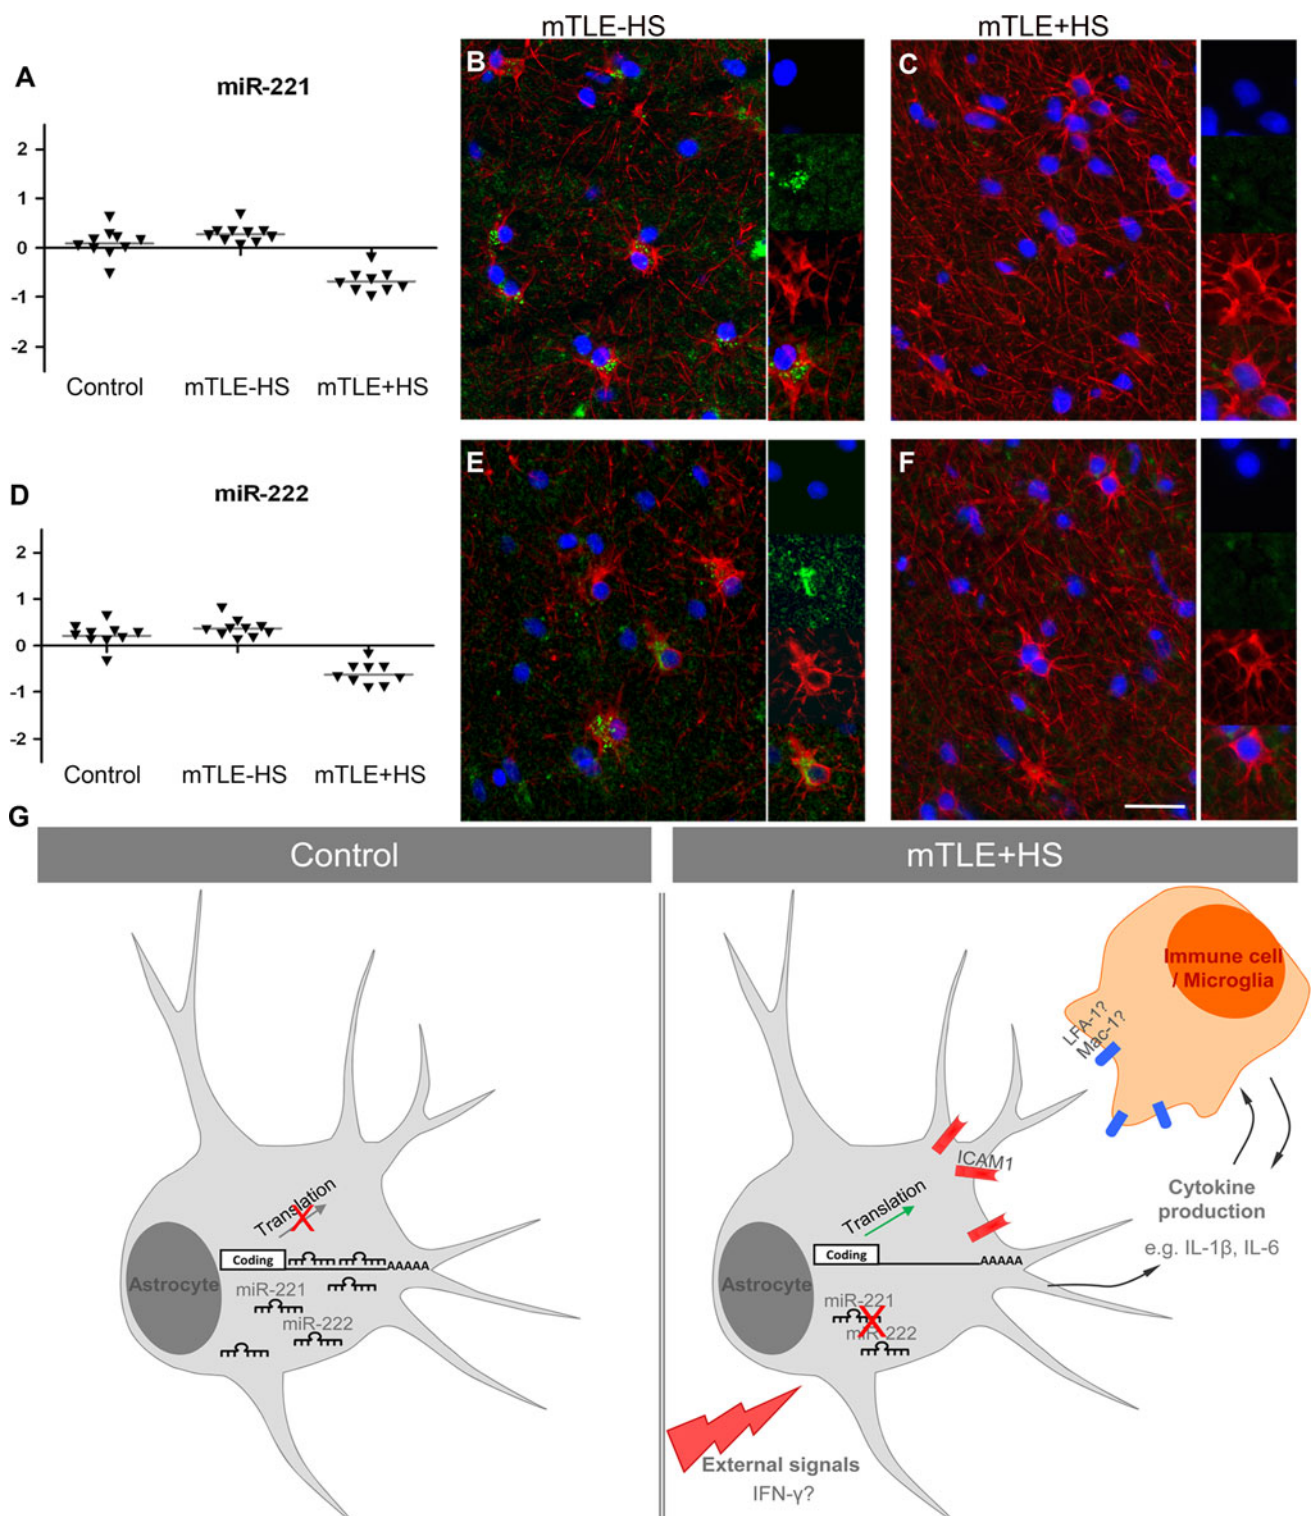 mTLE-HS
mTLE+HS
A
miR-221
2
1
0
-1
-2
Control
mTLE-HS
mTLE+HS
B
C
D
miR-222
2
1
0
-1
-2
Control
mTLE-HS
mTLE+HS
E
F
G
Control
Translation
X
Coding
AAAAA
Astrocyte
miR-221
miR-222
mTLE+HS
Immune cell
/ Microglia
LFA-1?
Mac-1?
ICAM1
Translation
Cytokine
production
e.g. IL-1β, IL-6
Coding
AAAAA
Astrocyte
miR-221
X
miR-222
External signals
IFN-γ?